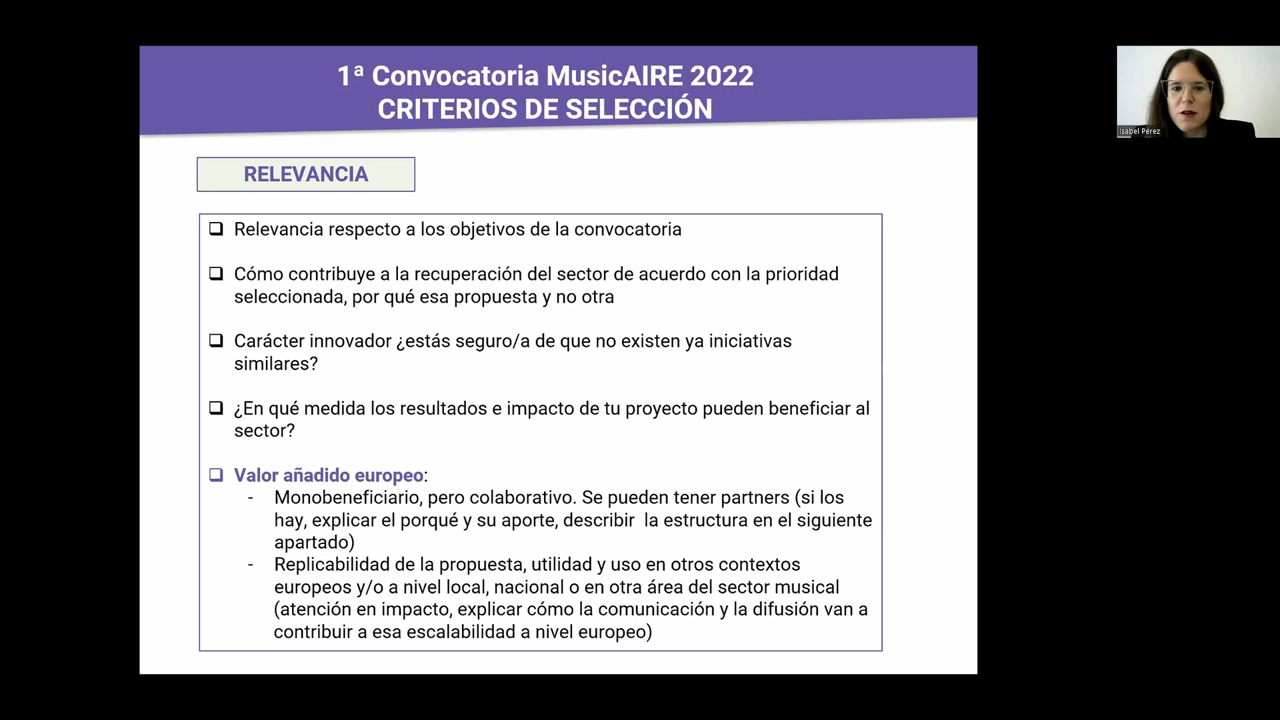 1ª Convocatoria MusicAIRE 2022
CRITERIOS DE SELECCIÓN
Isabel Pérez
RELEVANCIA
❑ Relevancia respecto a los objetivos de la convocatoria
❑ Cómo contribuye a la recuperación del sector de acuerdo con la prioridad
seleccionada, por qué esa propuesta y no otra
❑ Carácter innovador ¿estás seguro/a de que no existen ya iniciativas
similares?
❑ ¿En qué medida los resultados e impacto de tu proyecto pueden beneficiar al
sector?
❑ Valor añadido europeo:
- Monobeneficiario, pero colaborativo. Se pueden tener partners (si los
hay, explicar el porqué y su aporte, describir la estructura en el siguiente
apartado)
- Replicabilidad de la propuesta, utilidad y uso en otros contextos
europeos y/o a nivel local, nacional o en otra área del sector musical
(atención en impacto, explicar cómo la comunicación y la difusión van a
contribuir a esa escalabilidad a nivel europeo)